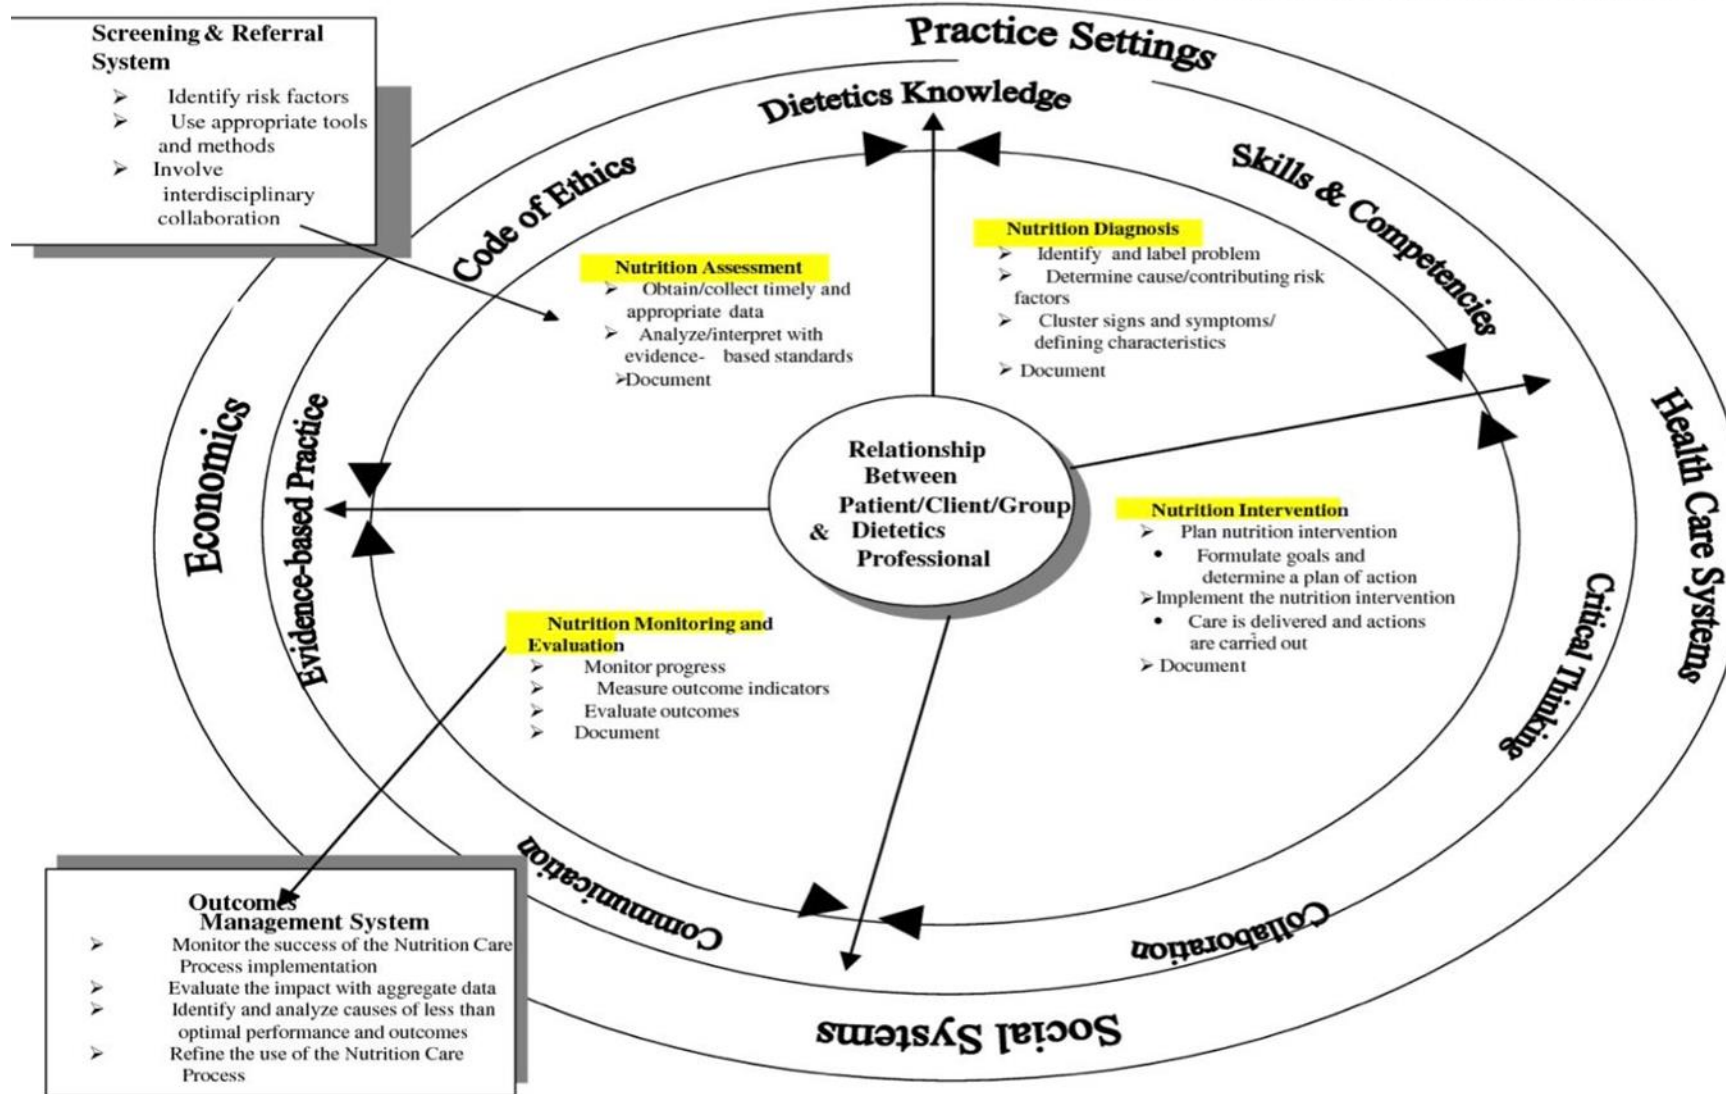 Screening & Referral
System
➤ Identify risk factors
➤ Use appropriate tools
and methods
➤ Involve
interdisciplinary
collaboration
Practice Settings
Dietetics Knowledge
Code of Ethics
Skills & Competencies
Nutrition Assessment
➤ Obtain/collect timely and
appropriate data
➤ Analyze/interpret with
evidence- based standards
➤Document
Nutrition Diagnosis
➤ Identify and label problem
➤ Determine cause/contributing risk
factors
➤ Cluster signs and symptoms/
defining characteristics
➤ Document
Economics
Evidence-based Practice
Relationship
Between
Patient/Client/Group
& Dietetics
Professional
Health Care Systems
Critical Thinking
Nutrition Intervention
➤ Plan nutrition intervention
• Formulate goals and
determine a plan of action
➤Implement the nutrition intervention
• Care is delivered and actions
are carried out
➤ Document
Nutrition Monitoring and
Evaluation
➤ Monitor progress
➤ Measure outcome indicators
➤ Evaluate outcomes
➤ Document
Communication
Collaboration
Social Systems
Outcomes
Management System
➤ Monitor the success of the Nutrition Care
Process implementation
➤ Evaluate the impact with aggregate data
➤ Identify and analyze causes of less than
optimal performance and outcomes
➤ Refine the use of the Nutrition Care
Process